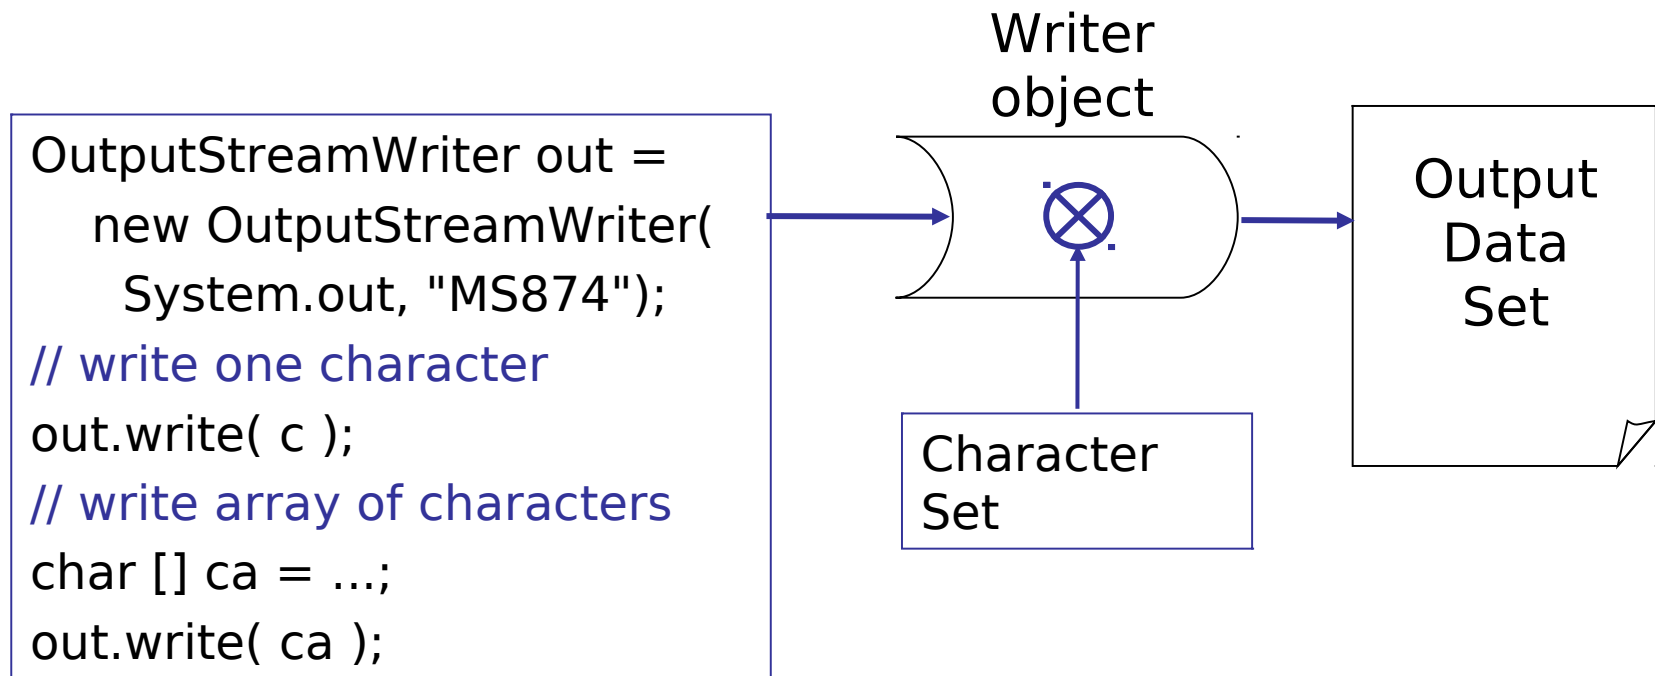 OutputStreamWriter out =
new OutputStreamWriter(
System.out, "MS874");
// write one character
out.write( c );
// write array of characters
char [] ca = ...;
out.write( ca );
Writer
object
Character
Set
Output
Data
Set